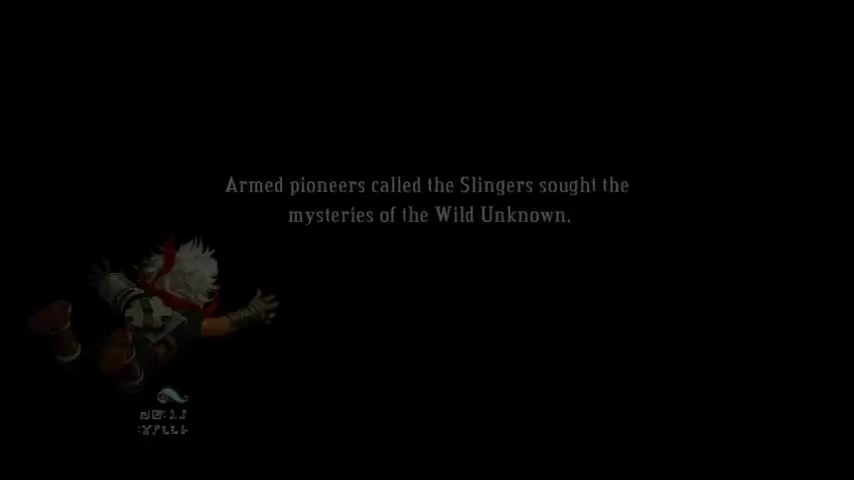 Armed pioneers called the Slingers sought the
mysteries of the Wild Unknown.